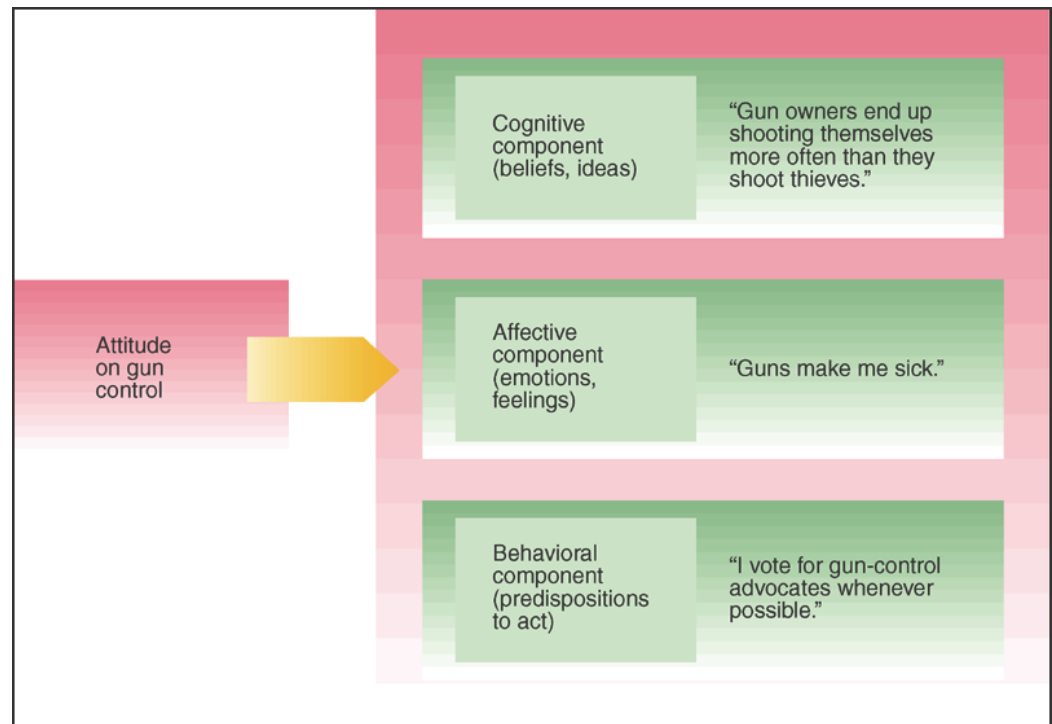 Attitude
on gun
control
Cognitive
component
(beliefs, ideas)
“Gun owners end up
shooting themselves
more often than they
shoot thieves.”
Affective
component
(emotions,
feelings)
“Guns make me sick.”
Behavioral
component
(predispositions
to act)
“I vote for gun-control
advocates whenever
possible.”